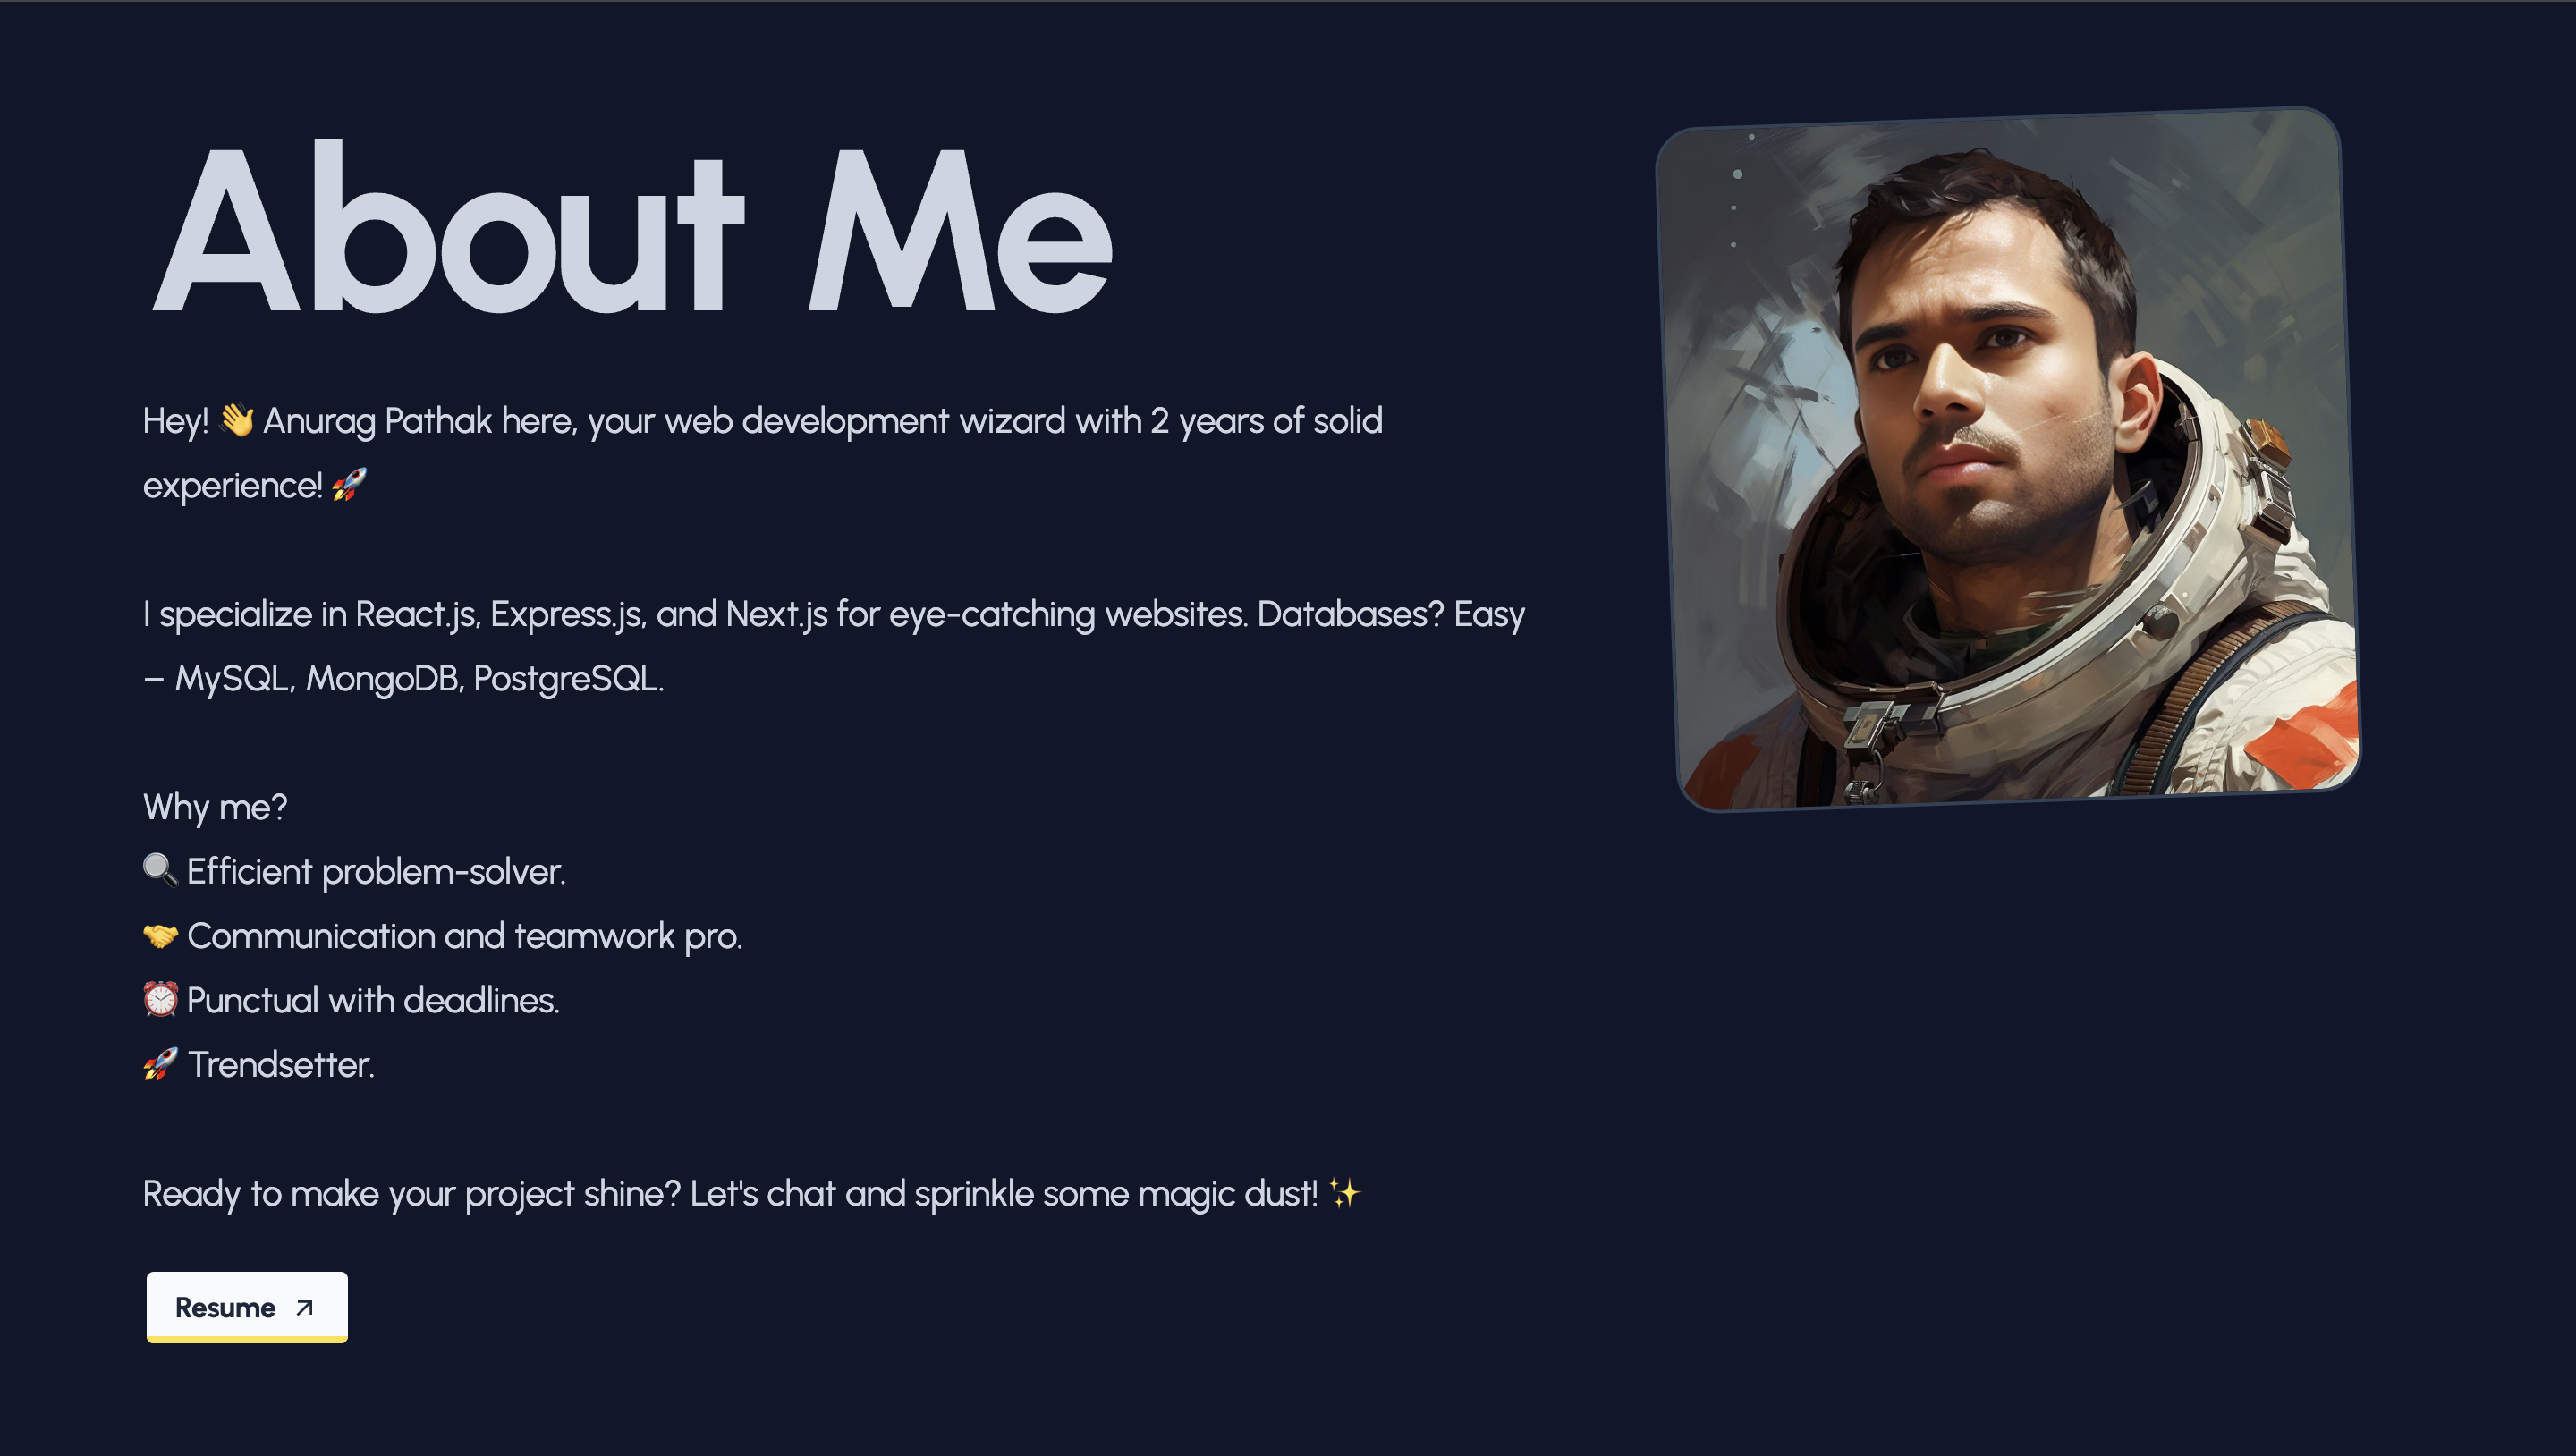 About Me
Hey! 👋 Anurag Pathak here, your web development wizard with 2 years of solid
experience! 🚀
I specialize in React.js, Express.js, and Next.js for eye-catching websites. Databases? Easy
– MySQL, MongoDB, PostgreSQL.
Why me?
🔍 Efficient problem-solver.
🤝 Communication and teamwork pro.
⏰ Punctual with deadlines.
🚀 Trendsetter.
Ready to make your project shine? Let's chat and sprinkle some magic dust! ✨
Resume